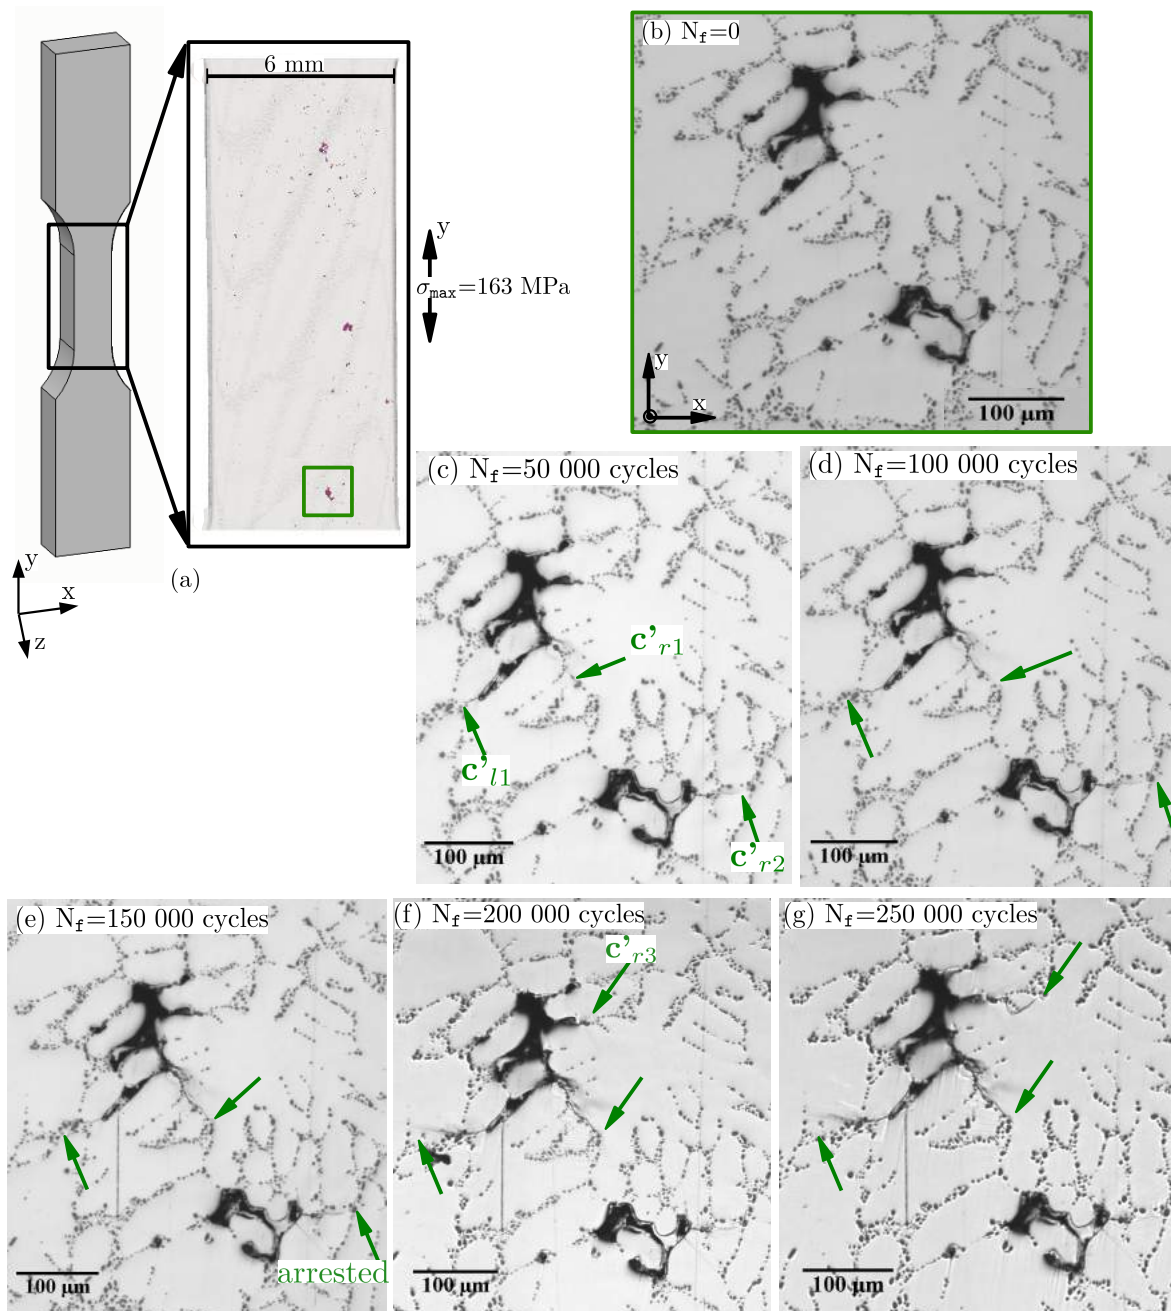 6 mm
y
σmax=163 MPa
y
x
z
(a)
(b) Nf=0
y
x
100 µm
(c) Nf=50 000 cycles
c'r1
c'l1
c'r2
100 µm
(d) Nf=100 000 cycles
100 µm
(e) Nf=150 000 cycles
arrested
100 µm
(f) Nf=200 000 cycles
c'r3
100 µm
(g) Nf=250 000 cycles
100 µm